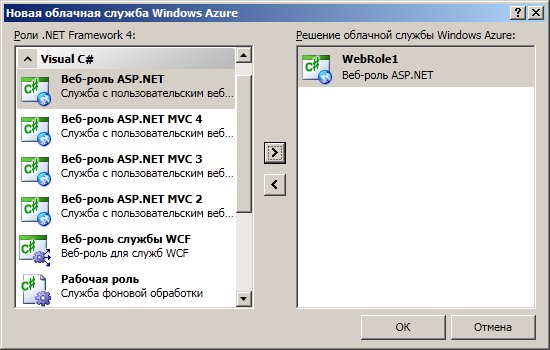 Новая облачная служба Windows Azure
Роли .NET Framework 4:
Visual C#
Веб-роль ASP.NET
Служба с пользовательским веб...
Веб-роль ASP.NET MVC 4
Служба с пользовательским веб...
Веб-роль ASP.NET MVC 3
Служба с пользовательским веб...
Веб-роль ASP.NET MVC 2
Служба с пользовательским веб...
Веб-роль службы WCF
Веб-роль для служб WCF
Рабочая роль
Служба фоновой обработки
Решение облачной службы Windows Azure:
WebRole1
Веб-роль ASP.NET
OK
Отмена